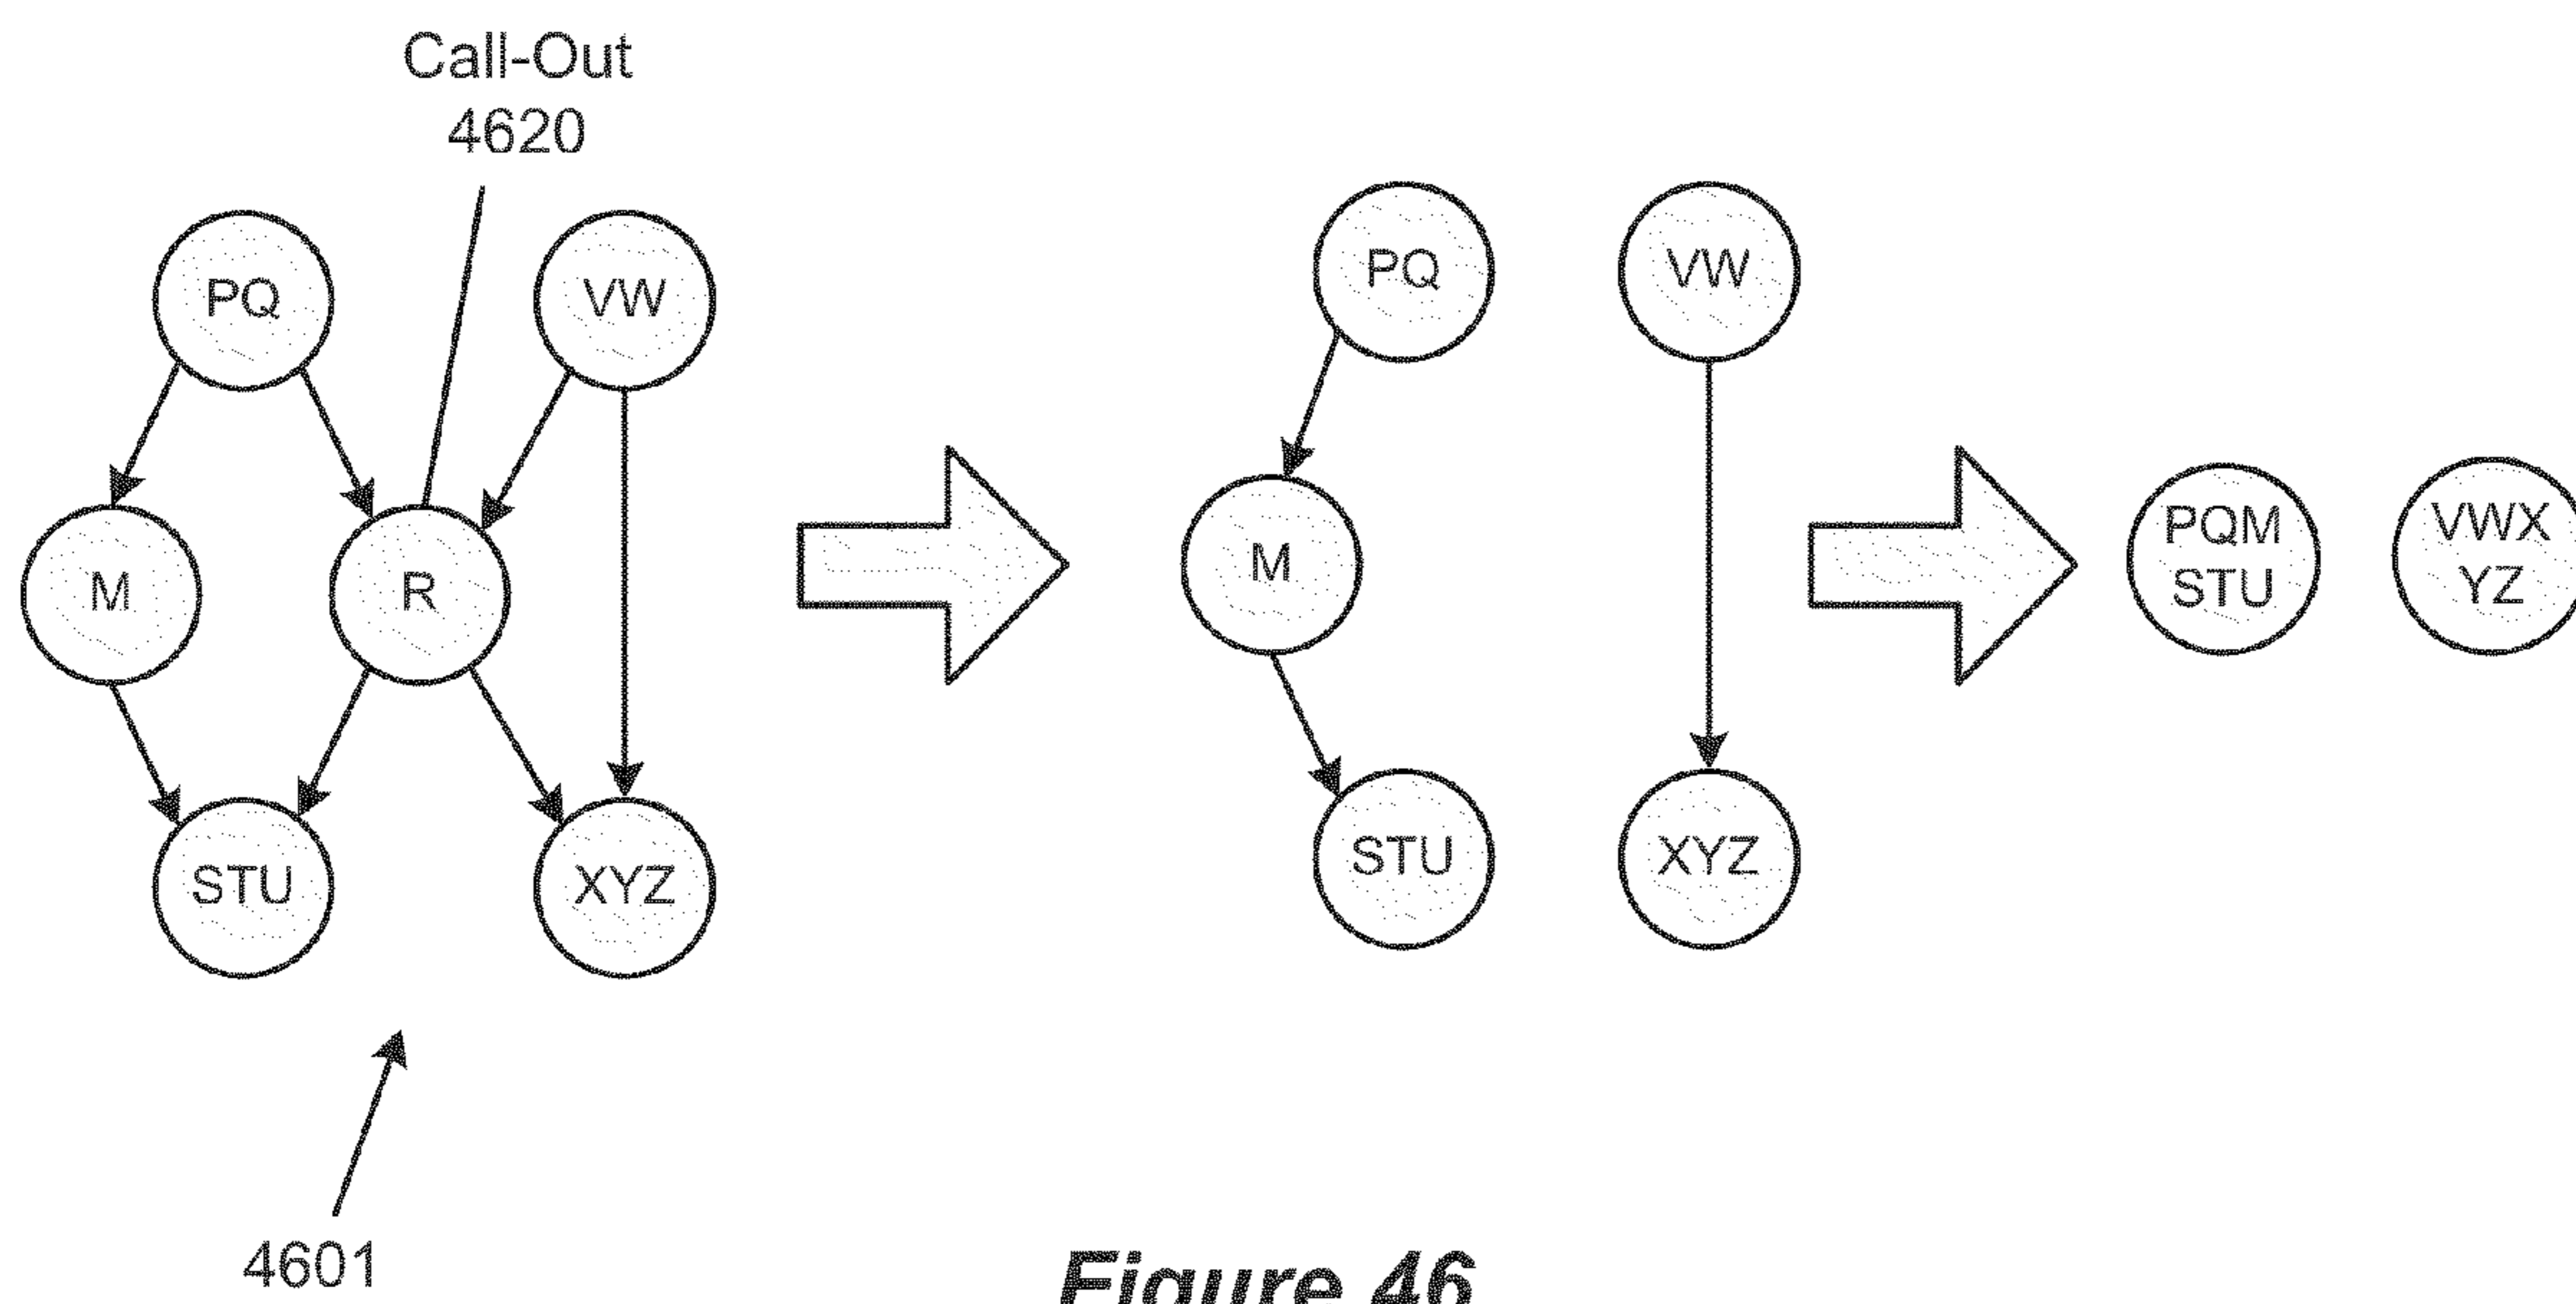 Call-Out
4620
PQ
VW
M
R
STU
XYZ
4601
PQ
VW
M
STU
XYZ
PQM
STU
VWX
YZ
Figure 46